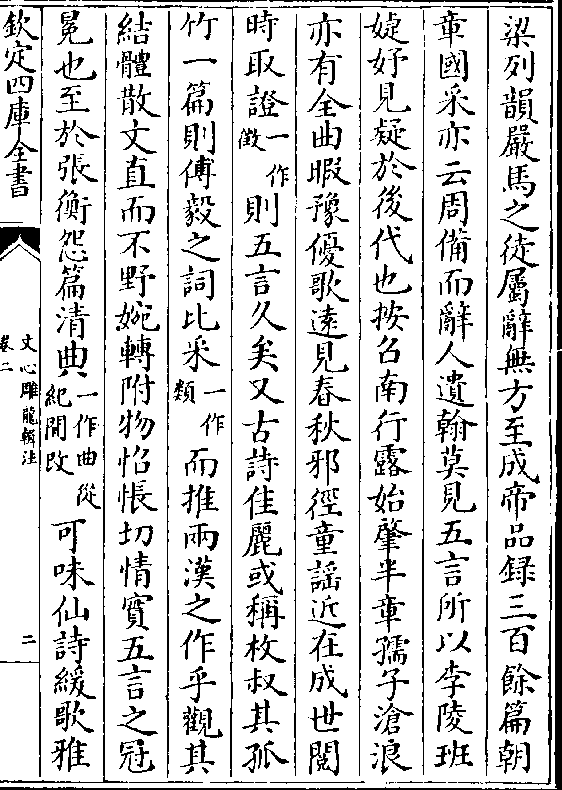 梁列韻嚴馬之徒屬辭無方至成帝品録三百餘篇朝
章國采亦云周備而辭人遺翰莫見五言所以李陵班
婕妤見疑於後代也按召南行露始肇半章孺子滄浪
亦有全曲暇豫優歌逺見春秋邪徑童謡近在成世閲
時取證一作徵則五言久矣又古詩佳麗或稱枚叔其孤
竹一篇則傅毅之詞比采一作類而推兩漢之作乎觀其
結體散文直而不野婉轉附物怊悵切情實五言之冠
冕也至於張衡怨篇清典一作曲從紀聞改可味仙詩緩歌雅
欽定四庫全書
文心雕龍輯注
卷二
二